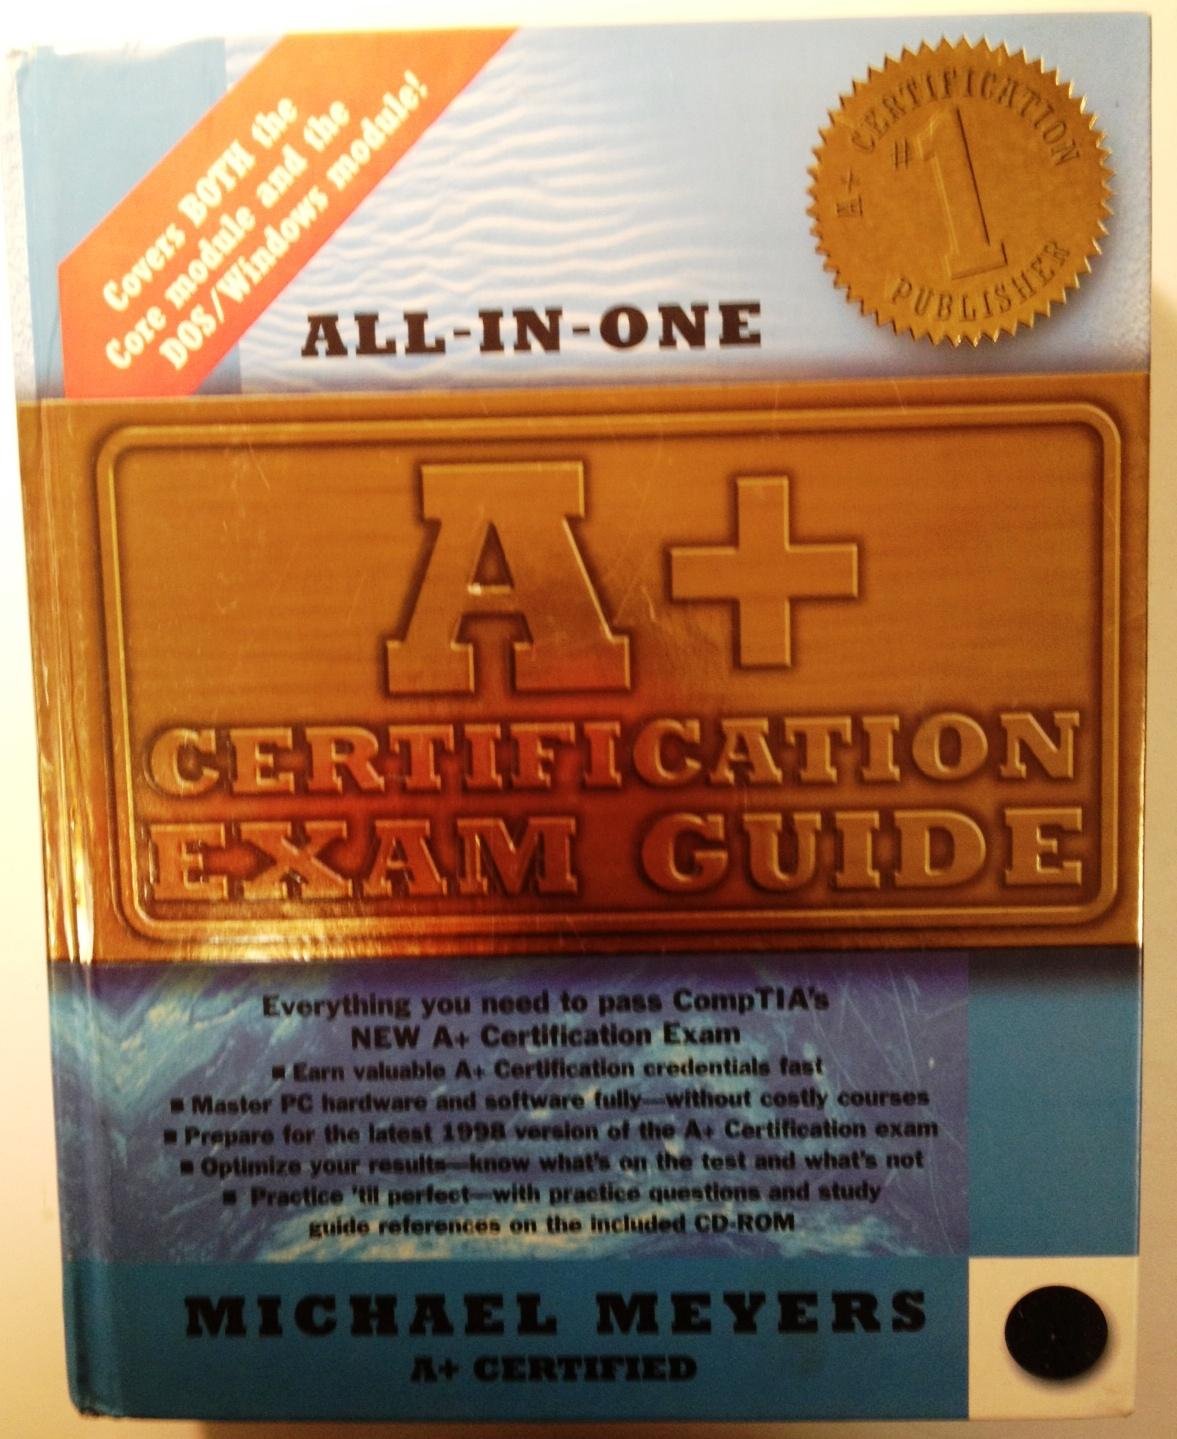 Covers BOTH the
Core module and the
DOS/Windows module!
A+ CERTIFICATION
#1
PUBLISHER
ALL-IN-ONE
A+
CERTIFICATION
EXAM GUIDE
Everything you need to pass CompTIA's
NEW A+ Certification Exam
■ Earn valuable A+ Certification credentials fast
■ Master PC hardware and software fully—without costly courses
■ Prepare for the latest 1998 version of the A+ Certification exam
■ Optimize your results—know what's on the test and what's not
■ Practice 'til perfect—with practice questions and study
guide references on the included CD-ROM
MICHAEL MEYERS
A+ CERTIFIED